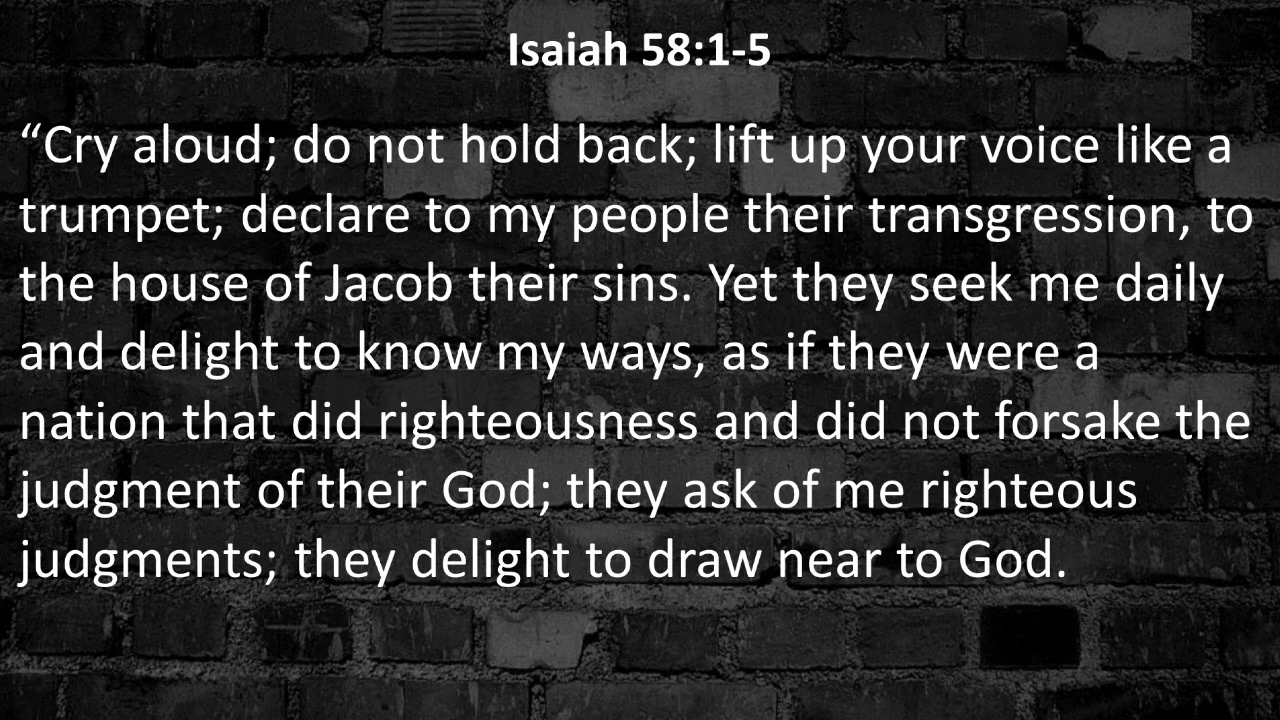 Isaiah 58:1-5
“Cry aloud; do not hold back; lift up your voice like a
trumpet; declare to my people their transgression, to
the house of Jacob their sins. Yet they seek me daily
and delight to know my ways, as if they were a
nation that did righteousness and did not forsake the
judgment of their God; they ask of me righteous
judgments; they delight to draw near to God.